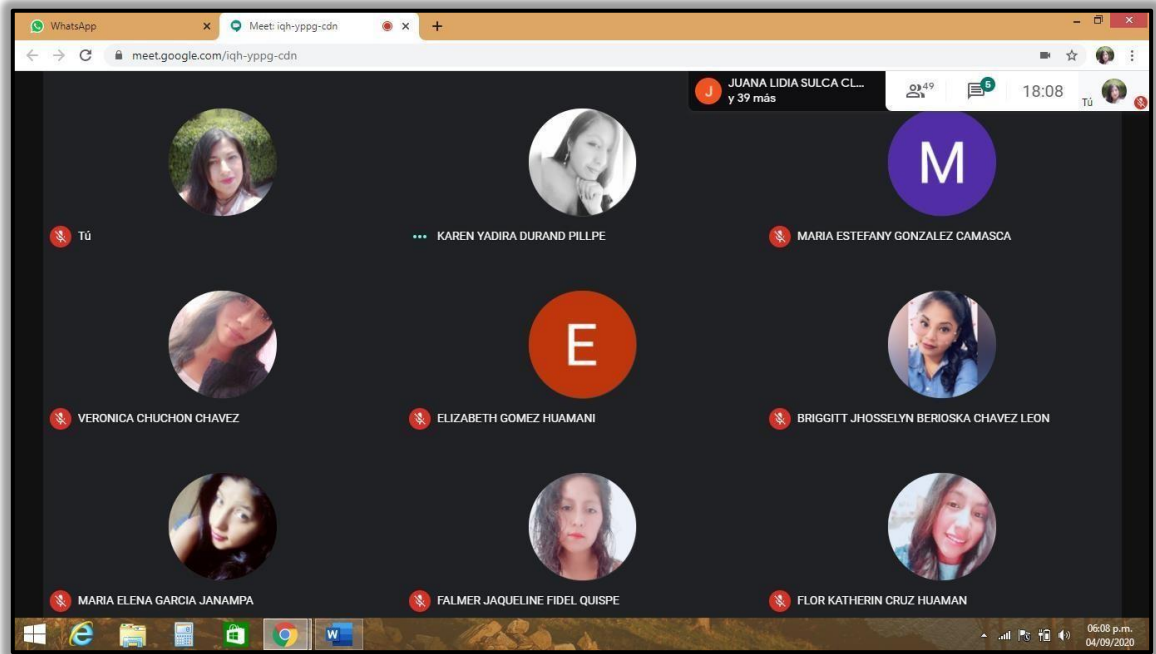 WhatsApp
Meet: iqh-yppg-cdn
meet.google.com/iqh-yppg-cdn
J
JUANA LIDIA SULCA CL...
y 39 más
49
5
18:08
Tú
M
Tú
KAREN YADIRA DURAND PILLPE
MARIA ESTEFANY GONZALEZ CAMASCA
E
VERONICA CHUCHON CHAVEZ
ELIZABETH GOMEZ HUAMANI
BRIGGITT JHOSSELYN BERIOSKA CHAVEZ LEON
MARIA ELENA GARCIA JANAMPA
FALMER JAQUELINE FIDEL QUISPE
FLOR KATHERIN CRUZ HUAMAN
06:08 p.m.
04/09/2020